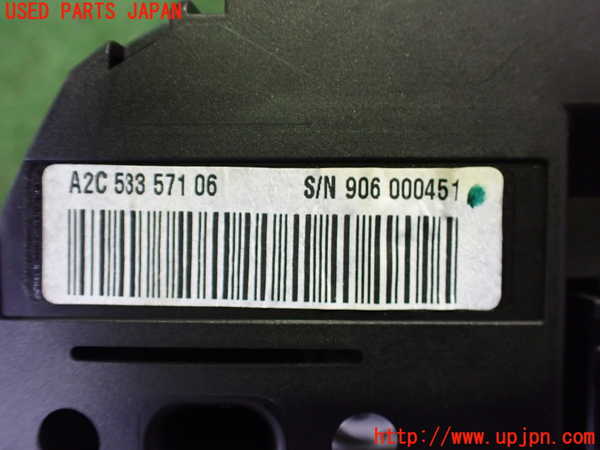 USED PARTS JAPAN
A2C 533 571 06 S/N 906 000451
http://www.upjpn.com/